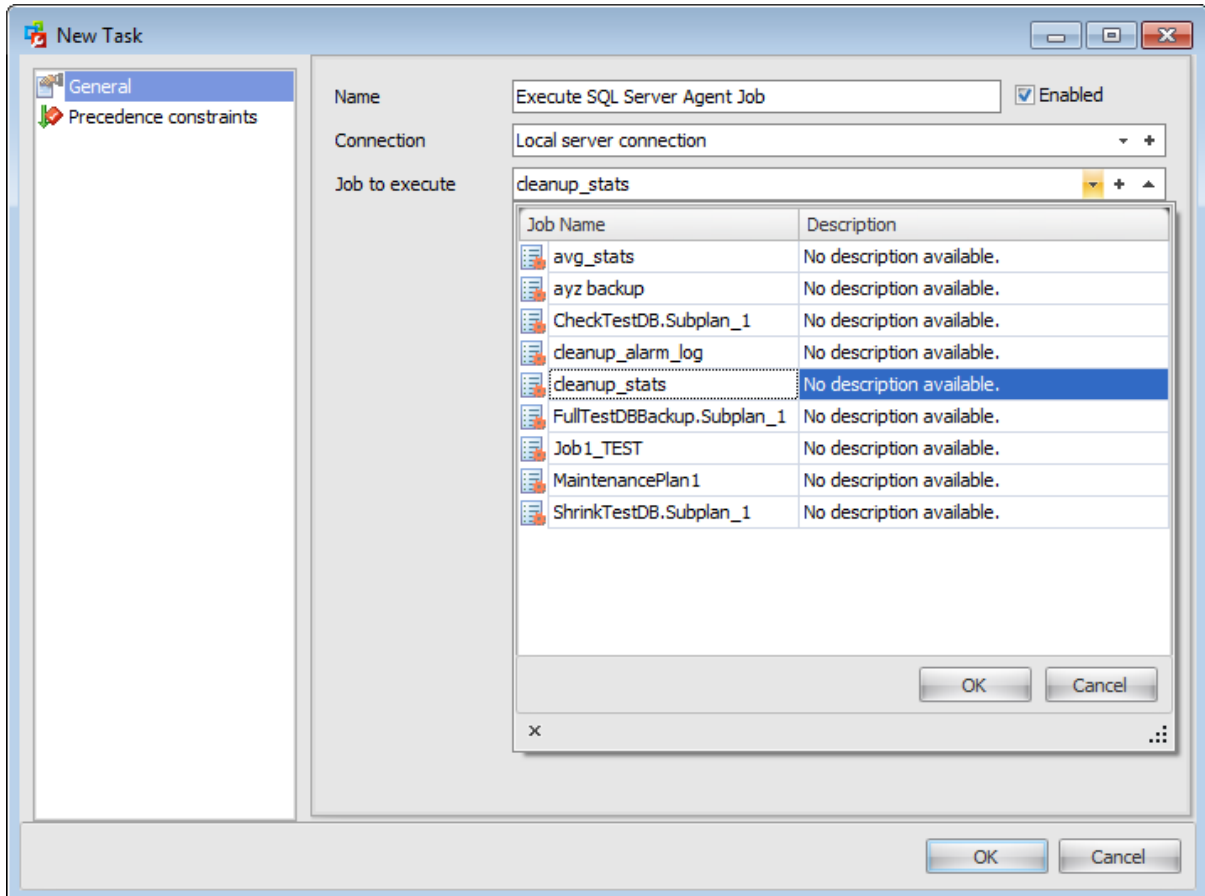 New Task
General
Precedence constraints
Name Execute SQL Server Agent Job Enabled
Connection Local server connection
Job to execute cleanup_stats
Job Name Description
avg_stats No description available.
ayz backup No description available.
CheckTestDB.Subplan_1 No description available.
cleanup_alarm_log No description available.
cleanup_stats No description available.
FullTestDBBackup.Subplan_1 No description available.
Job1_TEST No description available.
MaintenancePlan1 No description available.
ShrinkTestDB.Subplan_1 No description available.
OK Cancel
OK Cancel